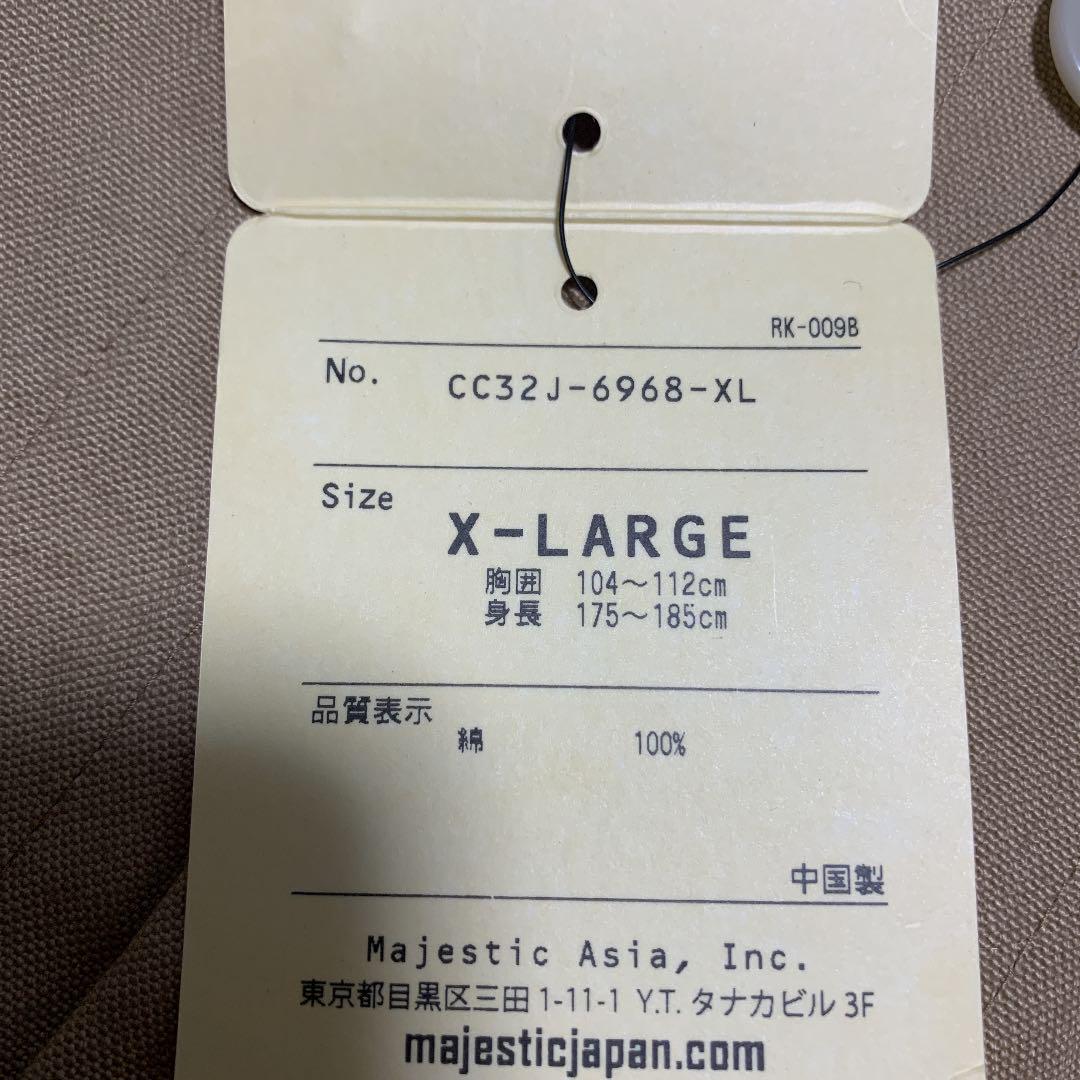 RK-009B
No. CC32J-6968-XL
Size
X-LARGE
胸囲 104〜112cm
身長 175〜185cm
品質表示
綿 100%
中国製
Majestic Asia, Inc.
東京都目黒区三田1-11-1 Y.T.タナカビル3F
majesticjapan.com